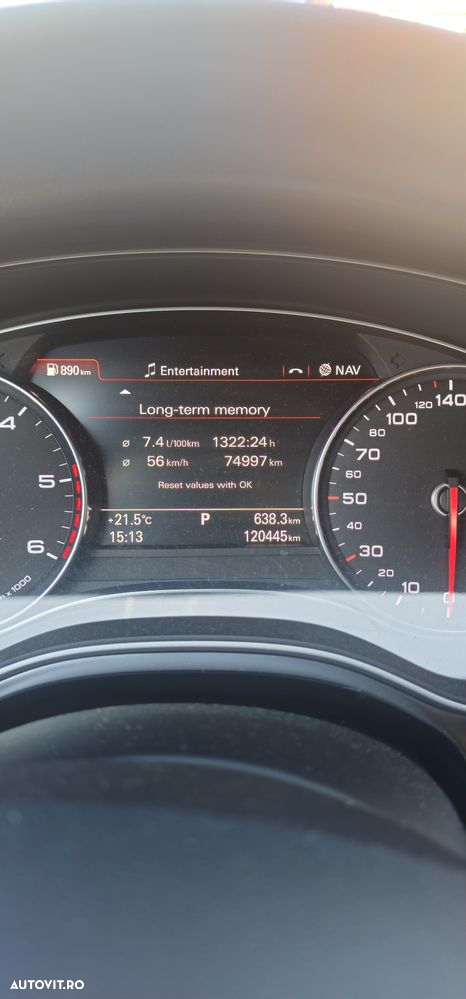 890 km Entertainment NAV
Long-term memory
ø 7.4 l/100km 1322:24 h
ø 56 km/h 74997 km
Reset values with OK
+21.5°C P 638.3 km
15:13 120445 km
4
5
6
x 1000
140
120
100
80
70
60
50
40
30
20
10
0
AUTOVIT.RO